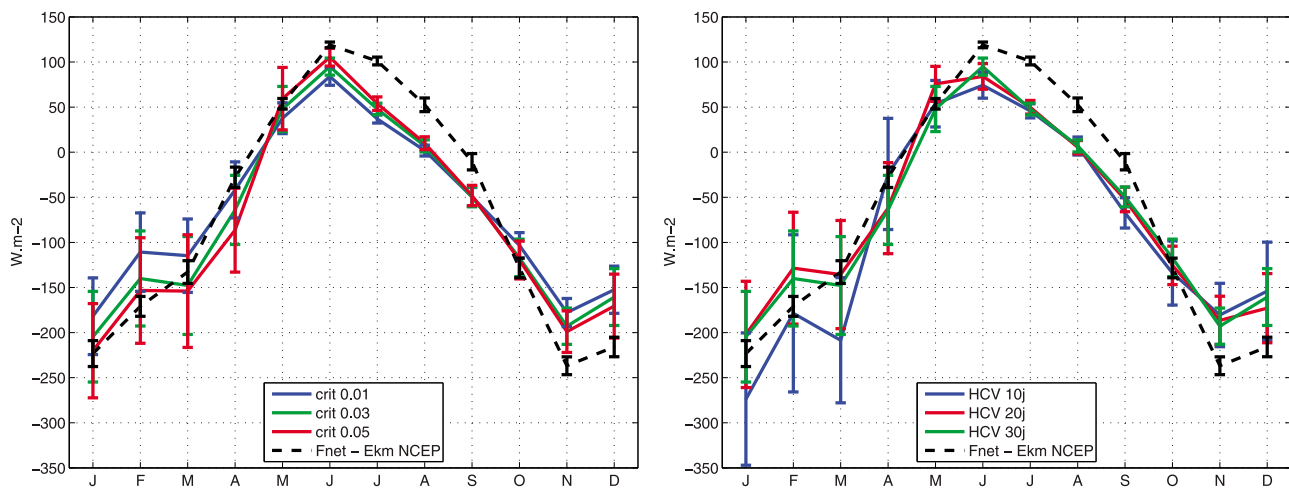 150
100
50
0
−50
−100
−150
−200
−250
−300
−350
W.m−2
J F M A M J J A S O N D
crit 0.01
crit 0.03
crit 0.05
Fnet − Ekm NCEP
150
100
50
0
−50
−100
−150
−200
−250
−300
−350
W.m−2
J F M A M J J A S O N D
HCV 10j
HCV 20j
HCV 30j
Fnet − Ekm NCEP